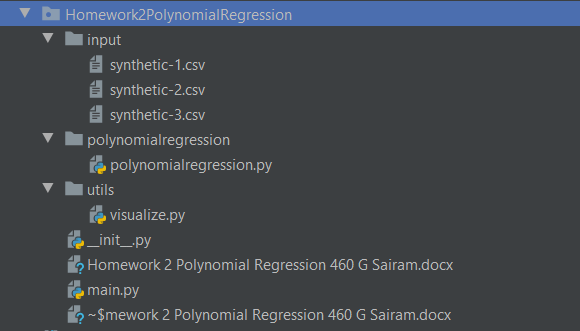 Homework2PolynomialRegression
input
synthetic-1.csv
synthetic-2.csv
synthetic-3.csv
polynomialregression
polynomialregression.py
utils
visualize.py
__init__.py
Homework 2 Polynomial Regression 460 G Sairam.docx
main.py
~$mework 2 Polynomial Regression 460 G Sairam.docx